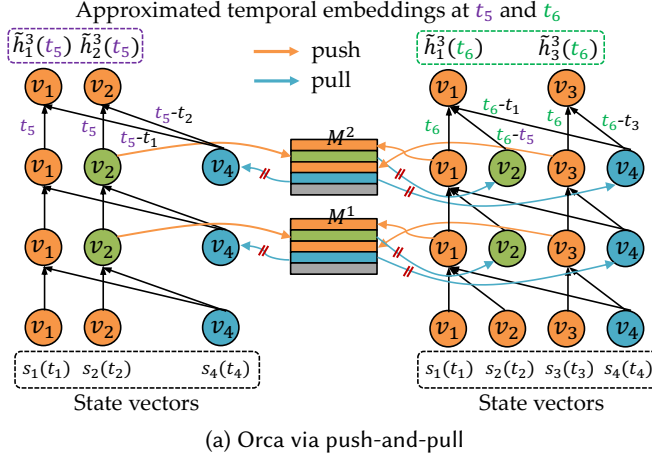 Approximated temporal embeddings at t₅ and t₆
h̃₁³(t₅) h̃₂³(t₅)
push
pull
h̃₁³(t₆) h̃₃³(t₆)
v₁ v₂ v₁ v₃
t₅ t₅ t₅-t₁ t₅-t₂ t₆ t₆-t₅ t₆-t₁ t₆ t₆-t₃
M²
v₁ v₂ v₄ v₁ v₂ v₃ v₄
M¹
v₁ v₂ v₄ v₁ v₂ v₃ v₄
v₁ v₂ v₄ v₁ v₂ v₃ v₄
s₁(t₁) s₂(t₂) s₄(t₄) s₁(t₁) s₂(t₂) s₃(t₃) s₄(t₄)
State vectors State vectors
(a) Orca via push-and-pull